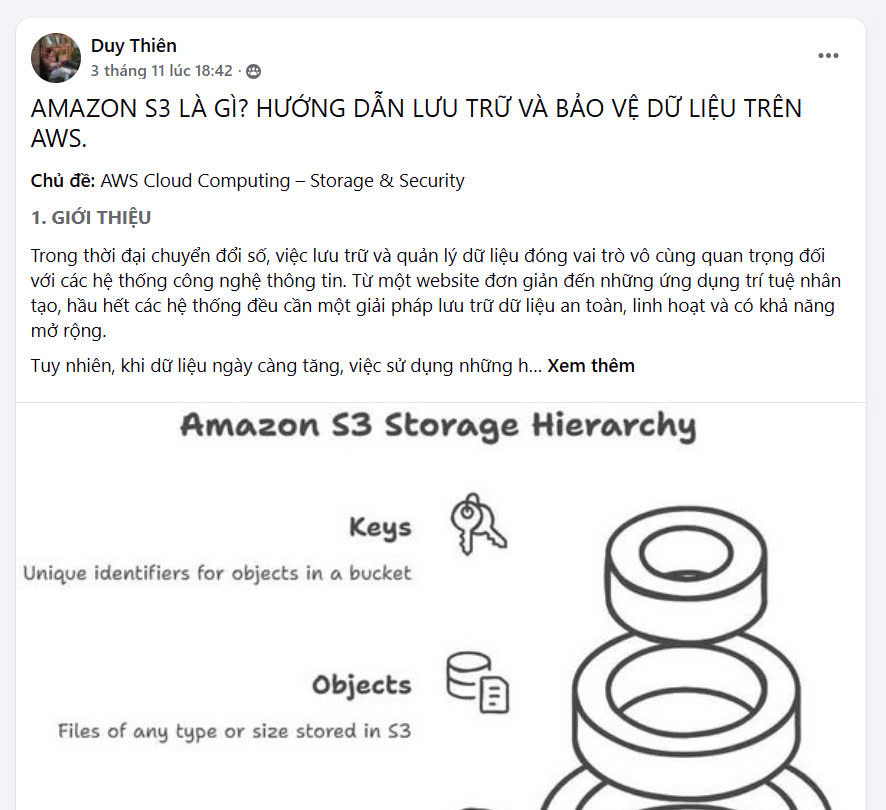 Duy Thiên
3 tháng 11 lúc 18:42 ·
AMAZON S3 LÀ GÌ? HƯỚNG DẪN LƯU TRỮ VÀ BẢO VỆ DỮ LIỆU TRÊN
AWS.
Chủ đề: AWS Cloud Computing – Storage & Security
1. GIỚI THIỆU
Trong thời đại chuyển đổi số, việc lưu trữ và quản lý dữ liệu đóng vai trò vô cùng quan trọng đối
với các hệ thống công nghệ thông tin. Từ một website đơn giản đến những ứng dụng trí tuệ nhân
tạo, hầu hết các hệ thống đều cần một giải pháp lưu trữ dữ liệu an toàn, linh hoạt và có khả năng
mở rộng.
Tuy nhiên, khi dữ liệu ngày càng tăng, việc sử dụng những h... Xem thêm
Amazon S3 Storage Hierarchy
Keys
Unique identifiers for objects in a bucket
Objects
Files of any type or size stored in S3